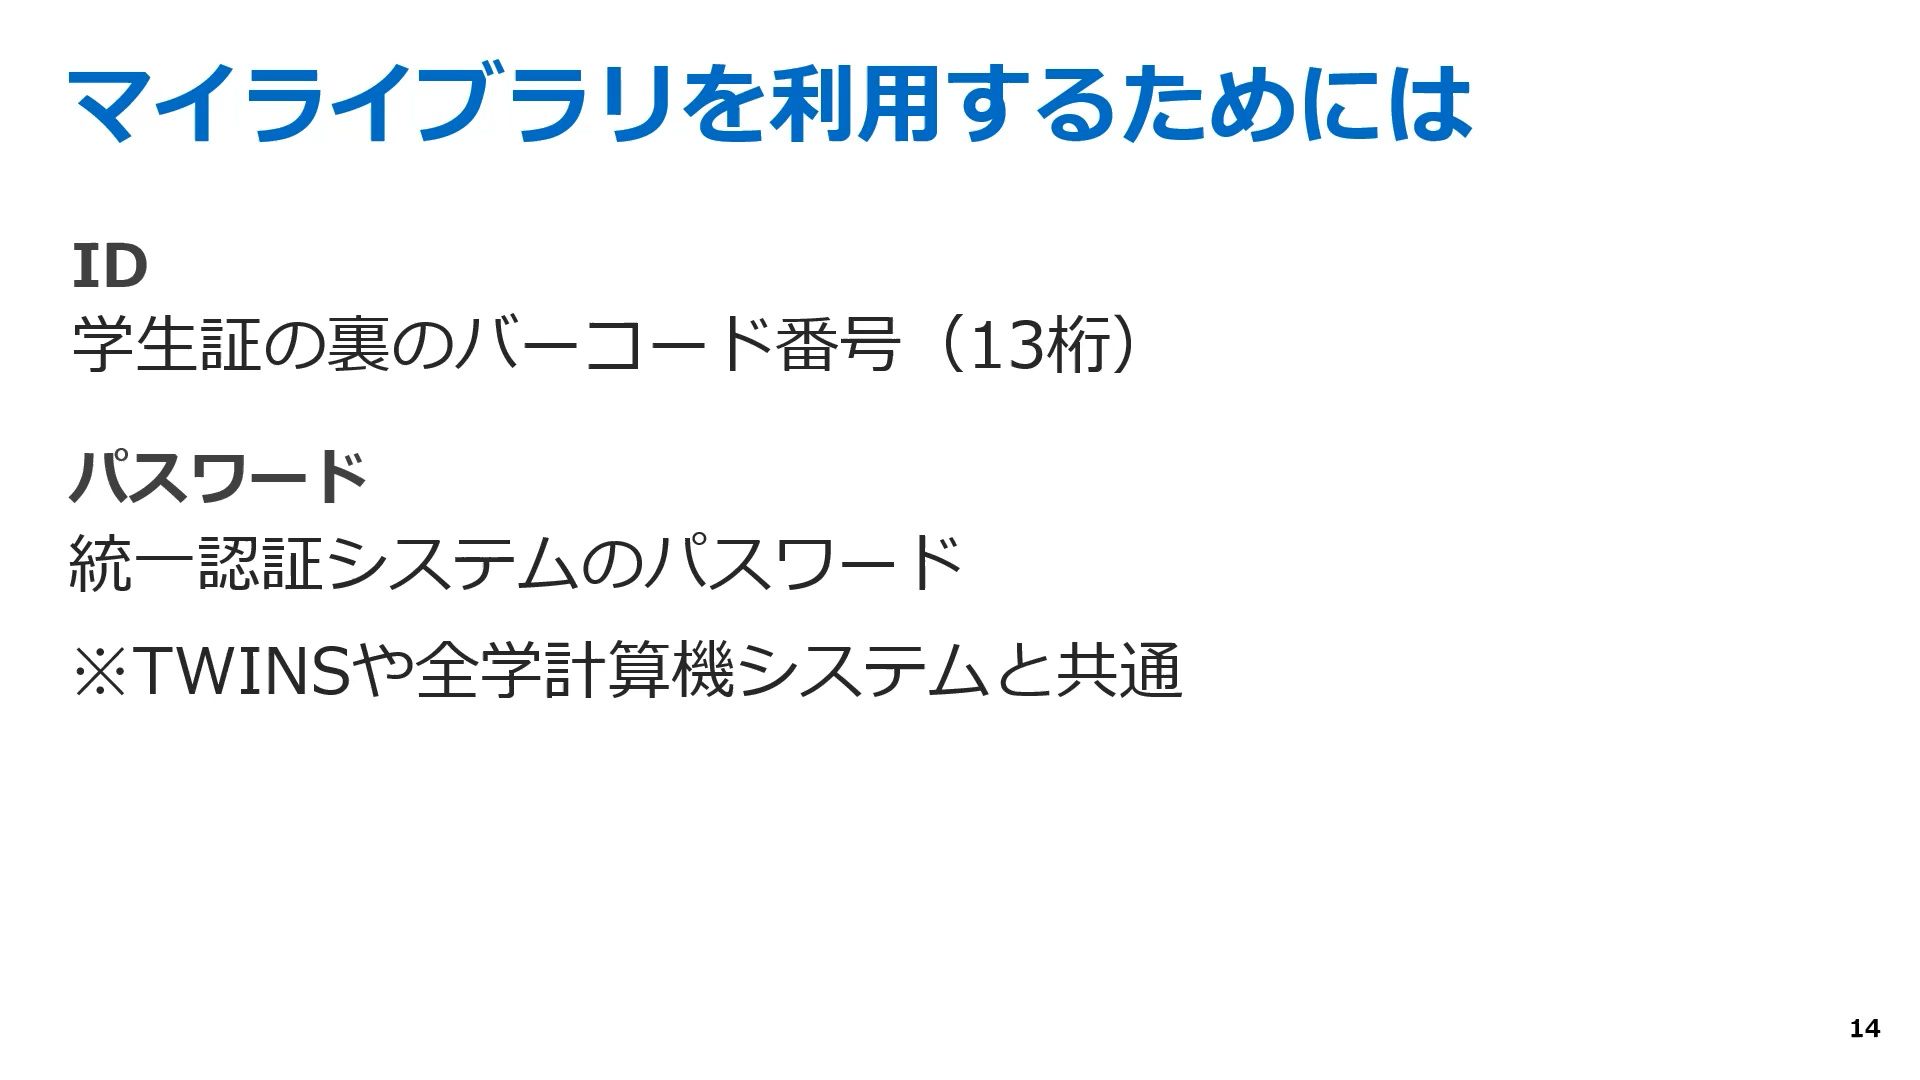 マイライブラリを利用するためには
ID
学生証の裏のバーコード番号（13桁）
パスワード
統一認証システムのパスワード
※TWINSや全学計算機システムと共通
14